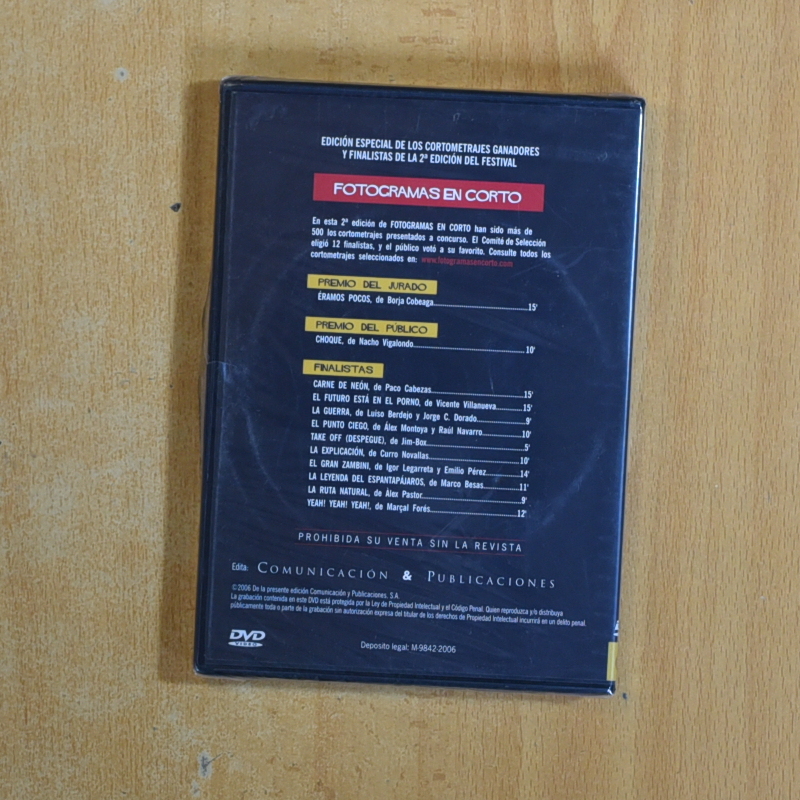 EDICIÓN ESPECIAL DE LOS CORTOMETRAJES GANADORES
Y FINALISTAS DE LA 2ª EDICIÓN DEL FESTIVAL
FOTOGRAMAS EN CORTO
En esta 2ª edición de FOTOGRAMAS EN CORTO han sido más de
500 los cortometrajes presentados a concurso. El Comité de Selección
eligió 12 finalistas, y el público votó a su favorito. Consulte todos los
cortometrajes seleccionados en: www.fotogramasencorto.com
PREMIO DEL JURADO
ÉRAMOS POCOS, de Borja Cobeaga 15'
PREMIO DEL PÚBLICO
CHOQUE, de Nacho Vigalondo 10'
FINALISTAS
CARNE DE NEÓN, de Paco Cabezas 15'
EL FUTURO ESTÁ EN EL PORNO, de Vicente Villanueva 15'
LA GUERRA, de Luiso Berdejo y Jorge C. Dorado 9'
EL PUNTO CIEGO, de Álex Montoya y Raúl Navarro 10'
TAKE OFF (DESPEGUE), de Jim-Box 5'
LA EXPLICACIÓN, de Curro Novallas 10'
EL GRAN ZAMBINI, de Igor Legarreta y Emilio Pérez 14'
LA LEYENDA DEL ESPANTAPÁJAROS, de Marco Besas 11'
LA RUTA NATURAL, de Álex Pastor 9'
YEAH! YEAH! YEAH!, de Marçal Forés 12'
PROHIBIDA SU VENTA SIN LA REVISTA
Edita: COMUNICACIÓN & PUBLICACIONES
©2006 De la presente edición Comunicación y Publicaciones, S.A.
La grabación contenida en este DVD está protegida por la Ley de Propiedad Intelectual y el Código Penal. Quien reproduzca y/o distribuya
públicamente toda o parte de la grabación sin autorización expresa del titular de los derechos de Propiedad Intelectual incurrirá en un delito penal.
DVD
VIDEO
Deposito legal: M-9842-2006